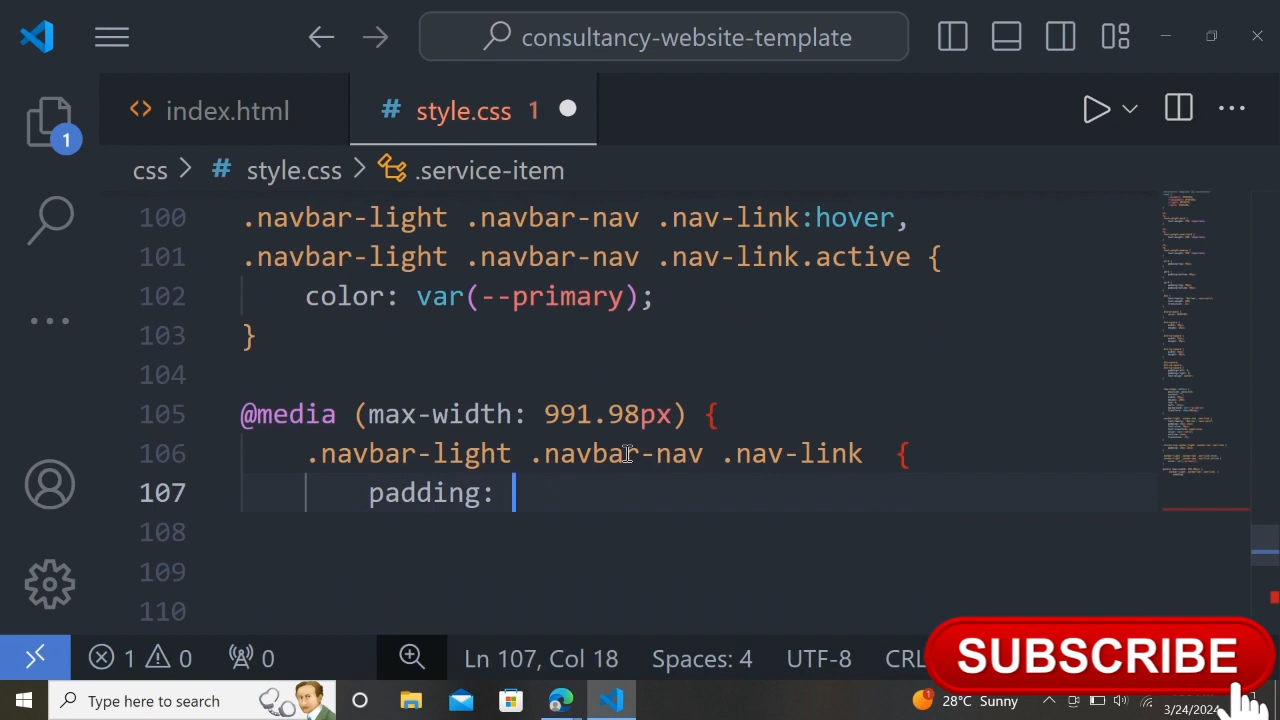 consultancy-website-template
index.html
style.css 1
1
css > # style.css > .service-item
100 .navbar-light navbar-nav .nav-link:hover,
101 .navbar-light navbar-nav .nav-link.active {
102 color: var(--primary);
103 }
104
105 @media (max-width: 991.98px) {
106 .navbar-light .navbar-nav .nav-link {
107 padding:
108
109
110
1 0 0
Ln 107, Col 18 Spaces: 4 UTF-8
SUBSCRIBE
Type here to search
1 28°C Sunny
3/24/2024